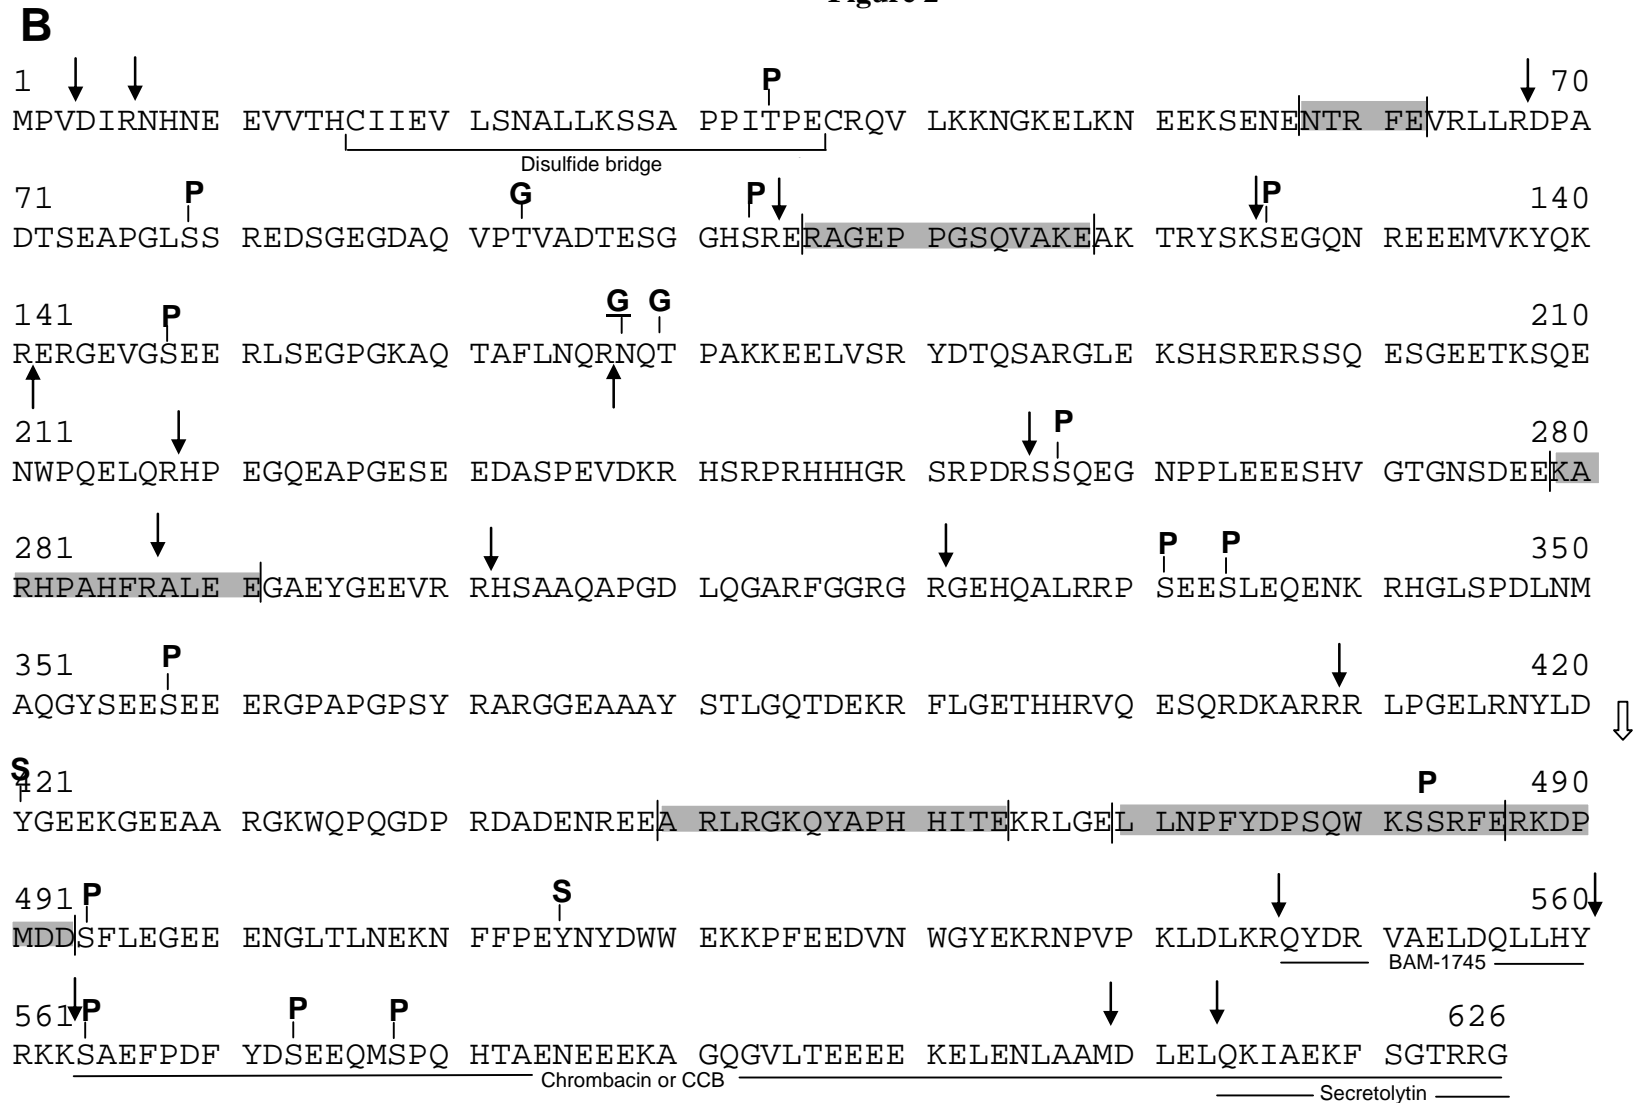 Figure 2
B
1 P 70
MPVDIRNHNE EVVTHCIIEV LSNALLKSSA PPITPECRQV LKKNGKELKN EEKSENENTR FEVRLLRDPA
Disulfide bridge
71 P G P P 140
DTSEAPGLSS REDSGEGDAQ VPTVADTESG GHSRERAGEP PGSQVAKEAK TRYSKSEGQN REEEMVKYQK
141 P G G 210
RERGEVGSEE RLSEGPGKAQ TAFLNQRNQT PAKKEELVSR YDTQSARGLE KSHSRERSSQ ESGEETKSQE
211 P 280
NWPQELQRHP EGQEAPGESE EDASPEVDKR HSRPRHHHGR SRPDRSSQEG NPPLEEESHV GTGNSDEEKA
281 P P 350
RHPAHFRALE EGAEYGEEVR RHSAAQAPGD LQGARFGGRG RGEHQALRRP SEESLEQENK RHGLSPDLNM
351 P 420
AQGYSEESEE ERGPAPGPSY RARGGEAAAY STLGQTDEKR FLGETHHRVQ ESQRDKARRR LPGELRNYLD
S
421 P 490
YGEEKGEEAA RGKWQPQGDP RDADENREEA RLRGKQYAPH HITEKRLGEL LNPFYDPSQW KSSRFERKDP
491 P S 560
MDDSFLEGEE ENGLTLNEKN FFPEYNYDWW EKKPFEEDVN WGYEKRNPVP KLDLKRQYDR VAELDQLLHY
BAM-1745
561 P P P 626
RKKSAEFPDF YDSEEQMSPQ HTAENEEEKA GQGVLTEEEE KELENLAAMD LELQKIAEKF SGTRRG
Chrombacin or CCB
Secretolytin